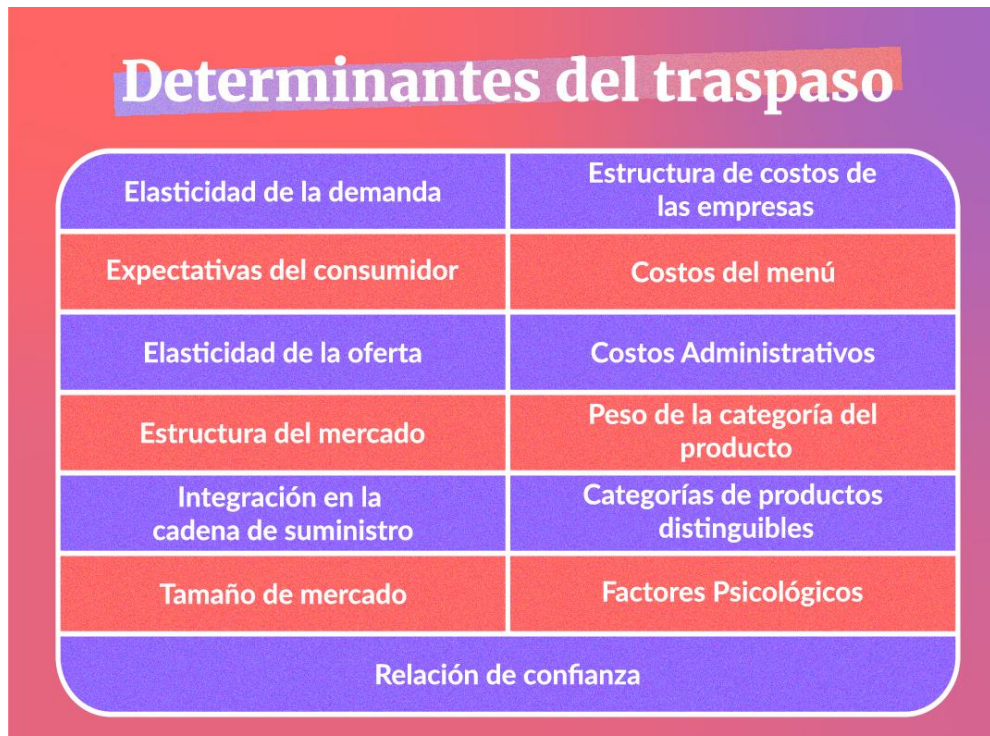 Determinantes del traspaso
Elasticidad de la demanda
Estructura de costos de
las empresas
Expectativas del consumidor
Costos del menú
Elasticidad de la oferta
Costos Administrativos
Estructura del mercado
Peso de la categoría del
producto
Integración en la
cadena de suministro
Categorías de productos
distinguibles
Tamaño de mercado
Factores Psicológicos
Relación de confianza